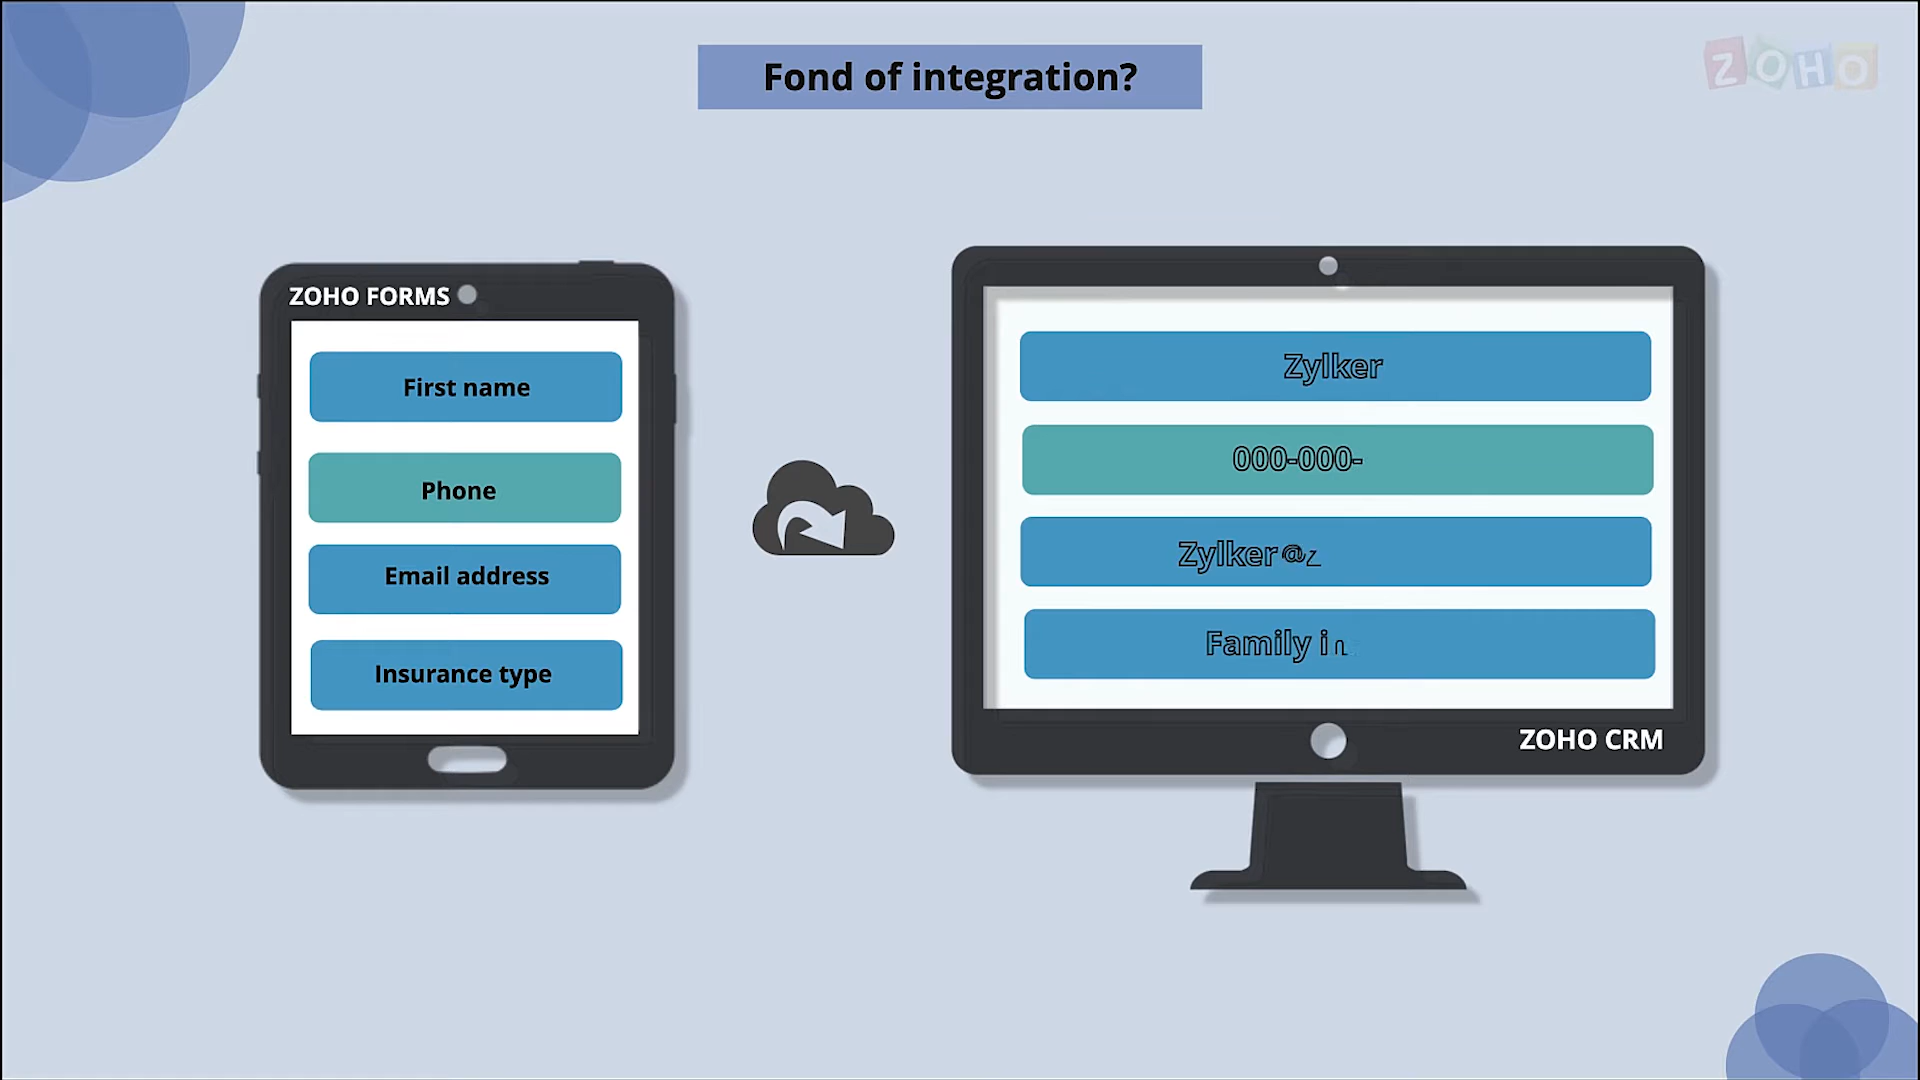 Fond of integration?
ZOHO
ZOHO FORMS
First name
Phone
Email address
Insurance type
Zylker
000-000-
Zylker@z
Family in
ZOHO CRM